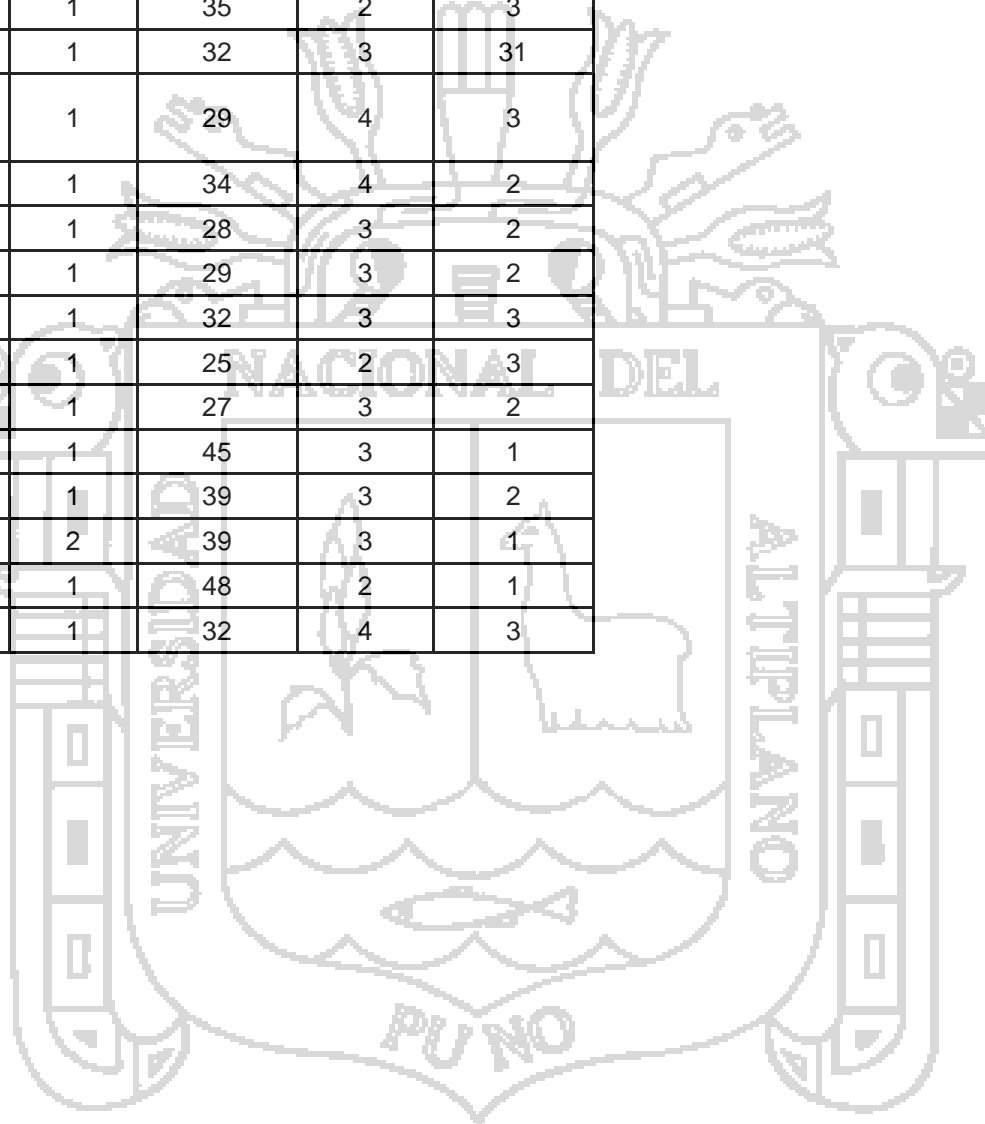 1 35 2 3
1 32 3 31
1 29 4 3
1 34 4 2
1 28 3 2
1 29 3 2
1 32 3 3
1 25 2 3
1 27 3 2
1 45 3 1
1 39 3 2
2 39 3 1
1 48 2 1
1 32 4 3
UNIVERSIDAD
NACIONAL DEL
ALTIPLANO
PUNO